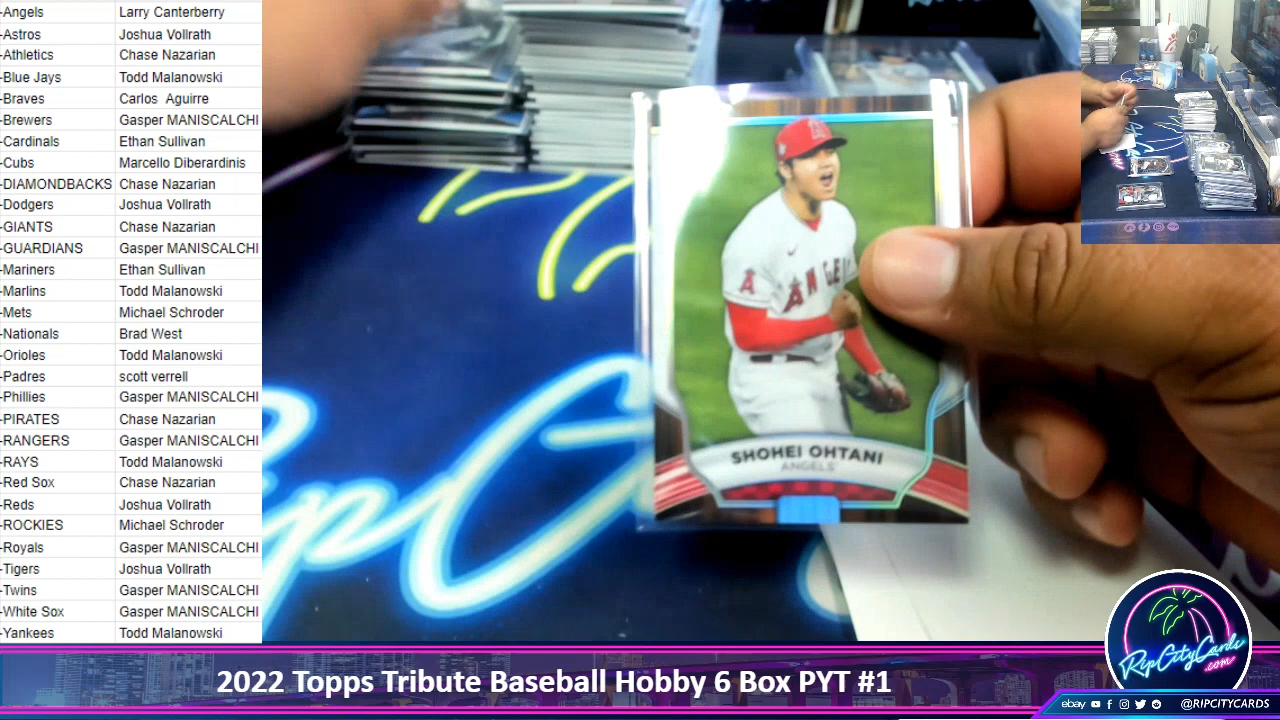 -Angels Larry Canterberry
-Astros Joshua Vollrath
-Athletics Chase Nazarian
-Blue Jays Todd Malanowski
-Braves Carlos Aguirre
-Brewers Gasper MANISCALCHI
-Cardinals Ethan Sullivan
-Cubs Marcello Diberardinis
-DIAMONDBACKS Chase Nazarian
-Dodgers Joshua Vollrath
-GIANTS Chase Nazarian
-GUARDIANS Gasper MANISCALCHI
-Mariners Ethan Sullivan
-Marlins Todd Malanowski
-Mets Michael Schroder
-Nationals Brad West
-Orioles Todd Malanowski
-Padres scott verrell
-Phillies Gasper MANISCALCHI
-PIRATES Chase Nazarian
-RANGERS Gasper MANISCALCHI
-RAYS Todd Malanowski
-Red Sox Chase Nazarian
-Reds Joshua Vollrath
-ROCKIES Michael Schroder
-Royals Gasper MANISCALCHI
-Tigers Joshua Vollrath
-Twins Gasper MANISCALCHI
-White Sox Gasper MANISCALCHI
-Yankees Todd Malanowski
ANGEL
SHOHEI OHTANI
ANGELS
RipCityCards
.com
2022 Topps Tribute Baseball Hobby 6 Box PYT #1
ebay @RIPCITYCARDS